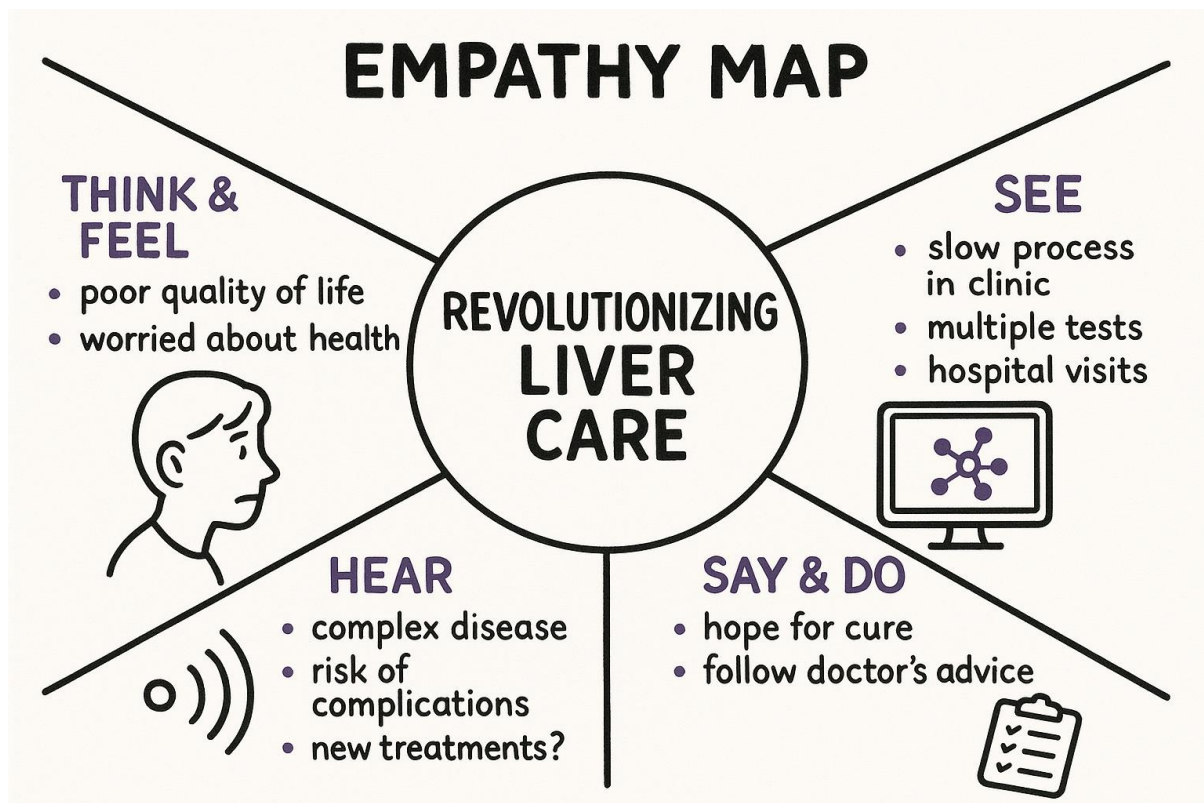 EMPATHY MAP
THINK &
FEEL
• poor quality of life
• worried about health
REVOLUTIONIZING
LIVER
CARE
SEE
• slow process
in clinic
• multiple tests
• hospital visits
HEAR
• complex disease
• risk of
complications
• new treatments?
SAY & DO
• hope for cure
• follow doctor's advice